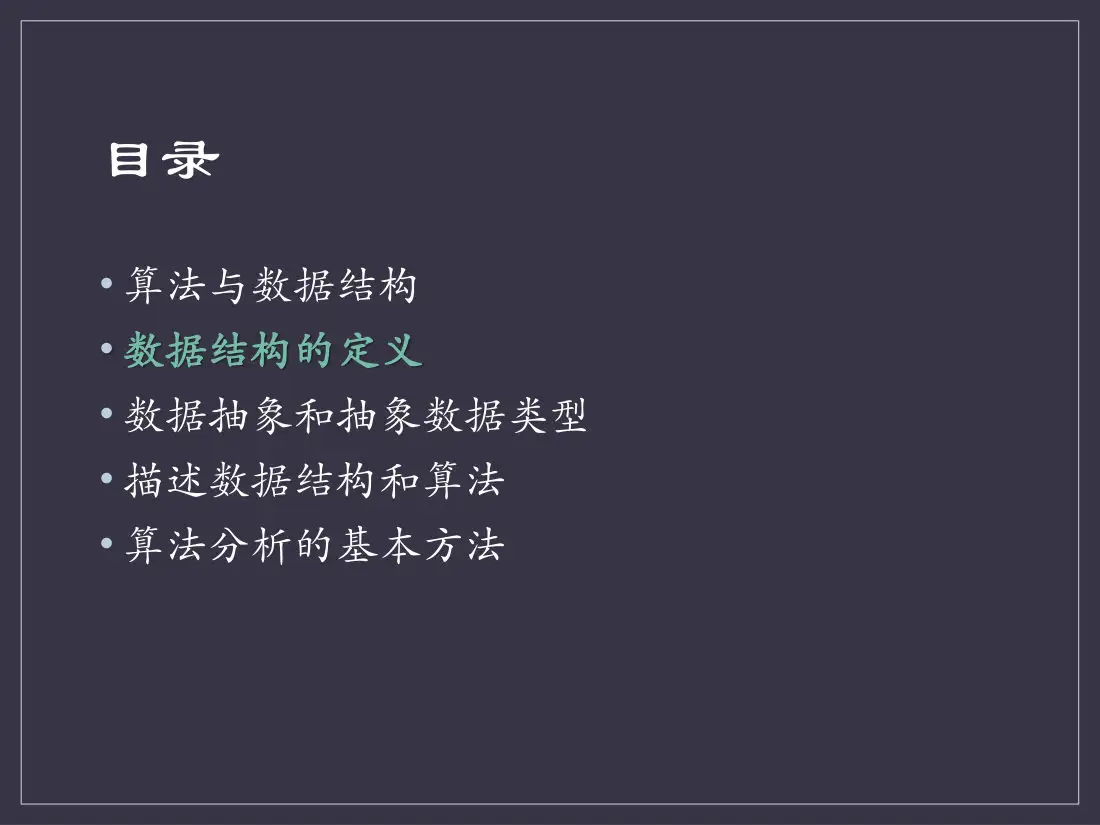 目录
• 算法与数据结构
• 数据结构的定义
• 数据抽象和抽象数据类型
• 描述数据结构和算法
• 算法分析的基本方法